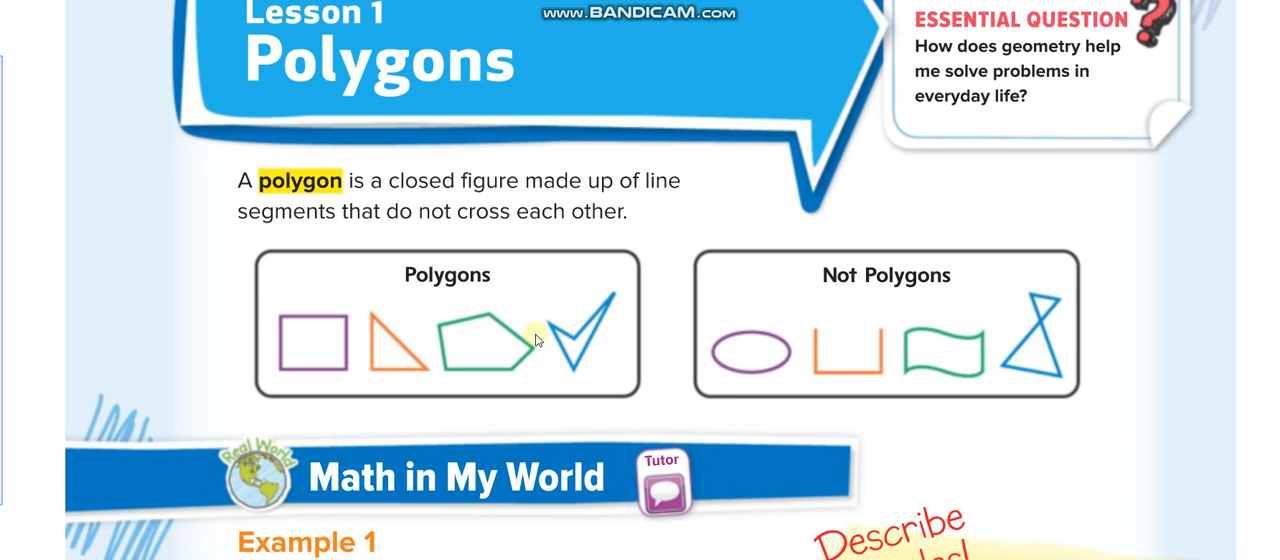 www.BANDICAM.com
Lesson 1
Polygons
ESSENTIAL QUESTION
How does geometry help
me solve problems in
everyday life?
A polygon is a closed figure made up of line
segments that do not cross each other.
Polygons
Not Polygons
Real World
Math in My World
Tutor
Example 1
Describe